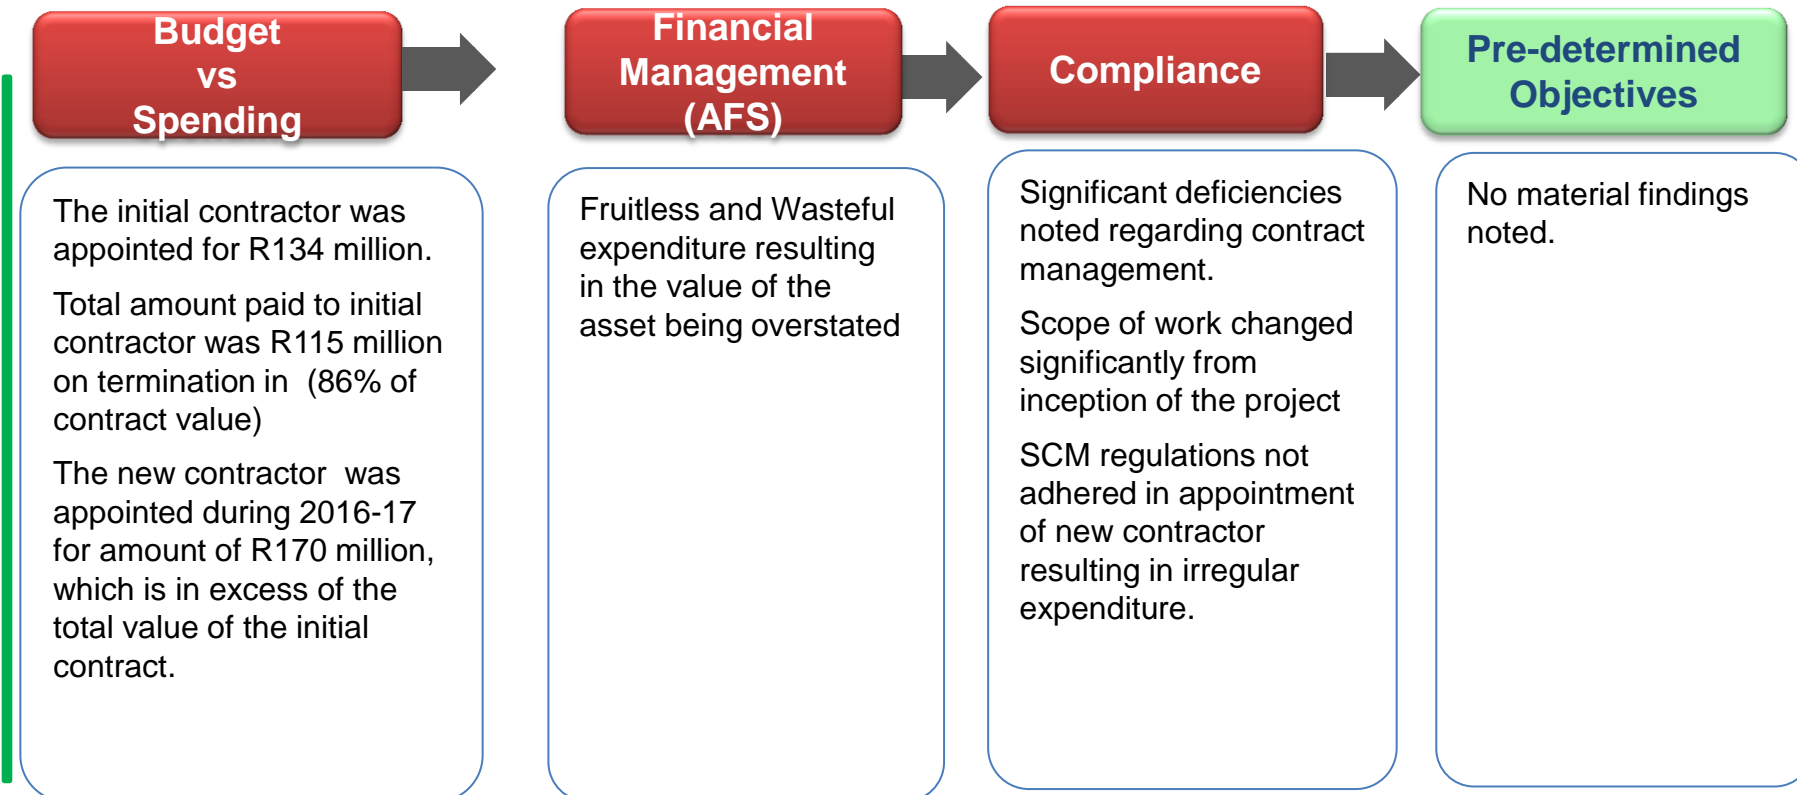 Budget
vs
Spending
Financial
Management
(AFS)
Compliance
Pre-determined
Objectives
The initial contractor was
appointed for R134 million.
Total amount paid to initial
contractor was R115 million
on termination in  (86% of
contract value)
The new contractor  was
appointed during 2016-17
for amount of R170 million,
which is in excess of the
total value of the initial
contract.
Fruitless and Wasteful
expenditure resulting
in the value of the
asset being overstated
Significant deficiencies
noted regarding contract
management.
Scope of work changed
significantly from
inception of the project
SCM regulations not
adhered in appointment
of new contractor
resulting in irregular
expenditure.
No material findings
noted.